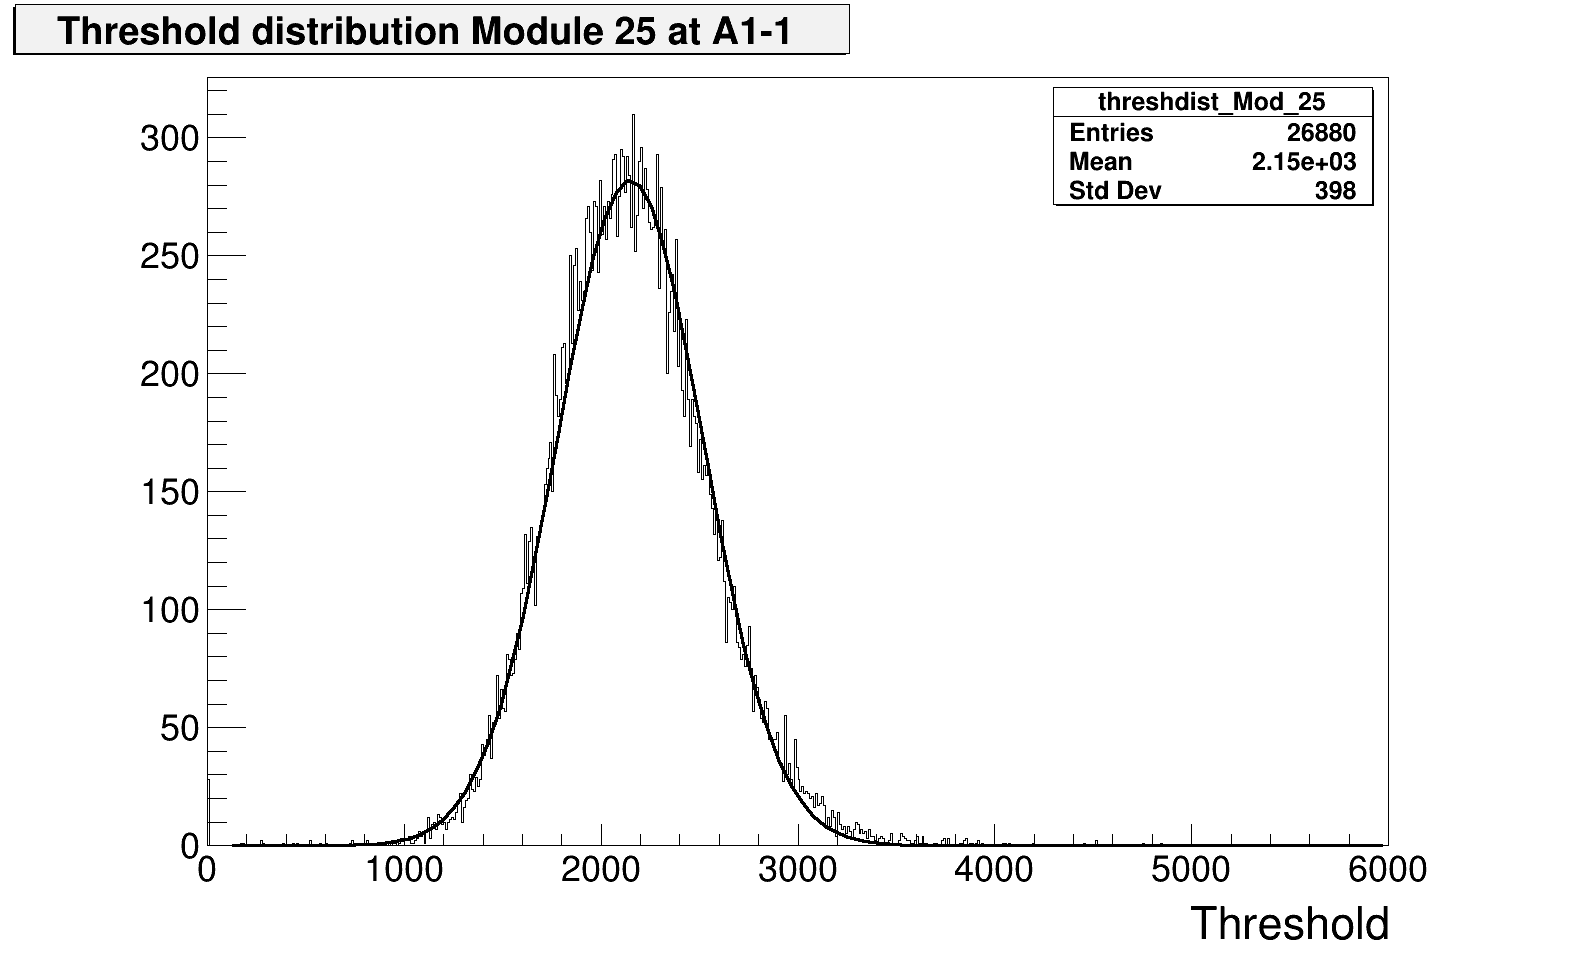 Threshold distribution Module 25 at A1-1
threshdist_Mod_25
Entries 26880
Mean 2.15e+03
Std Dev 398
300
250
200
150
100
50
0
0 1000 2000 3000 4000 5000 6000
Threshold